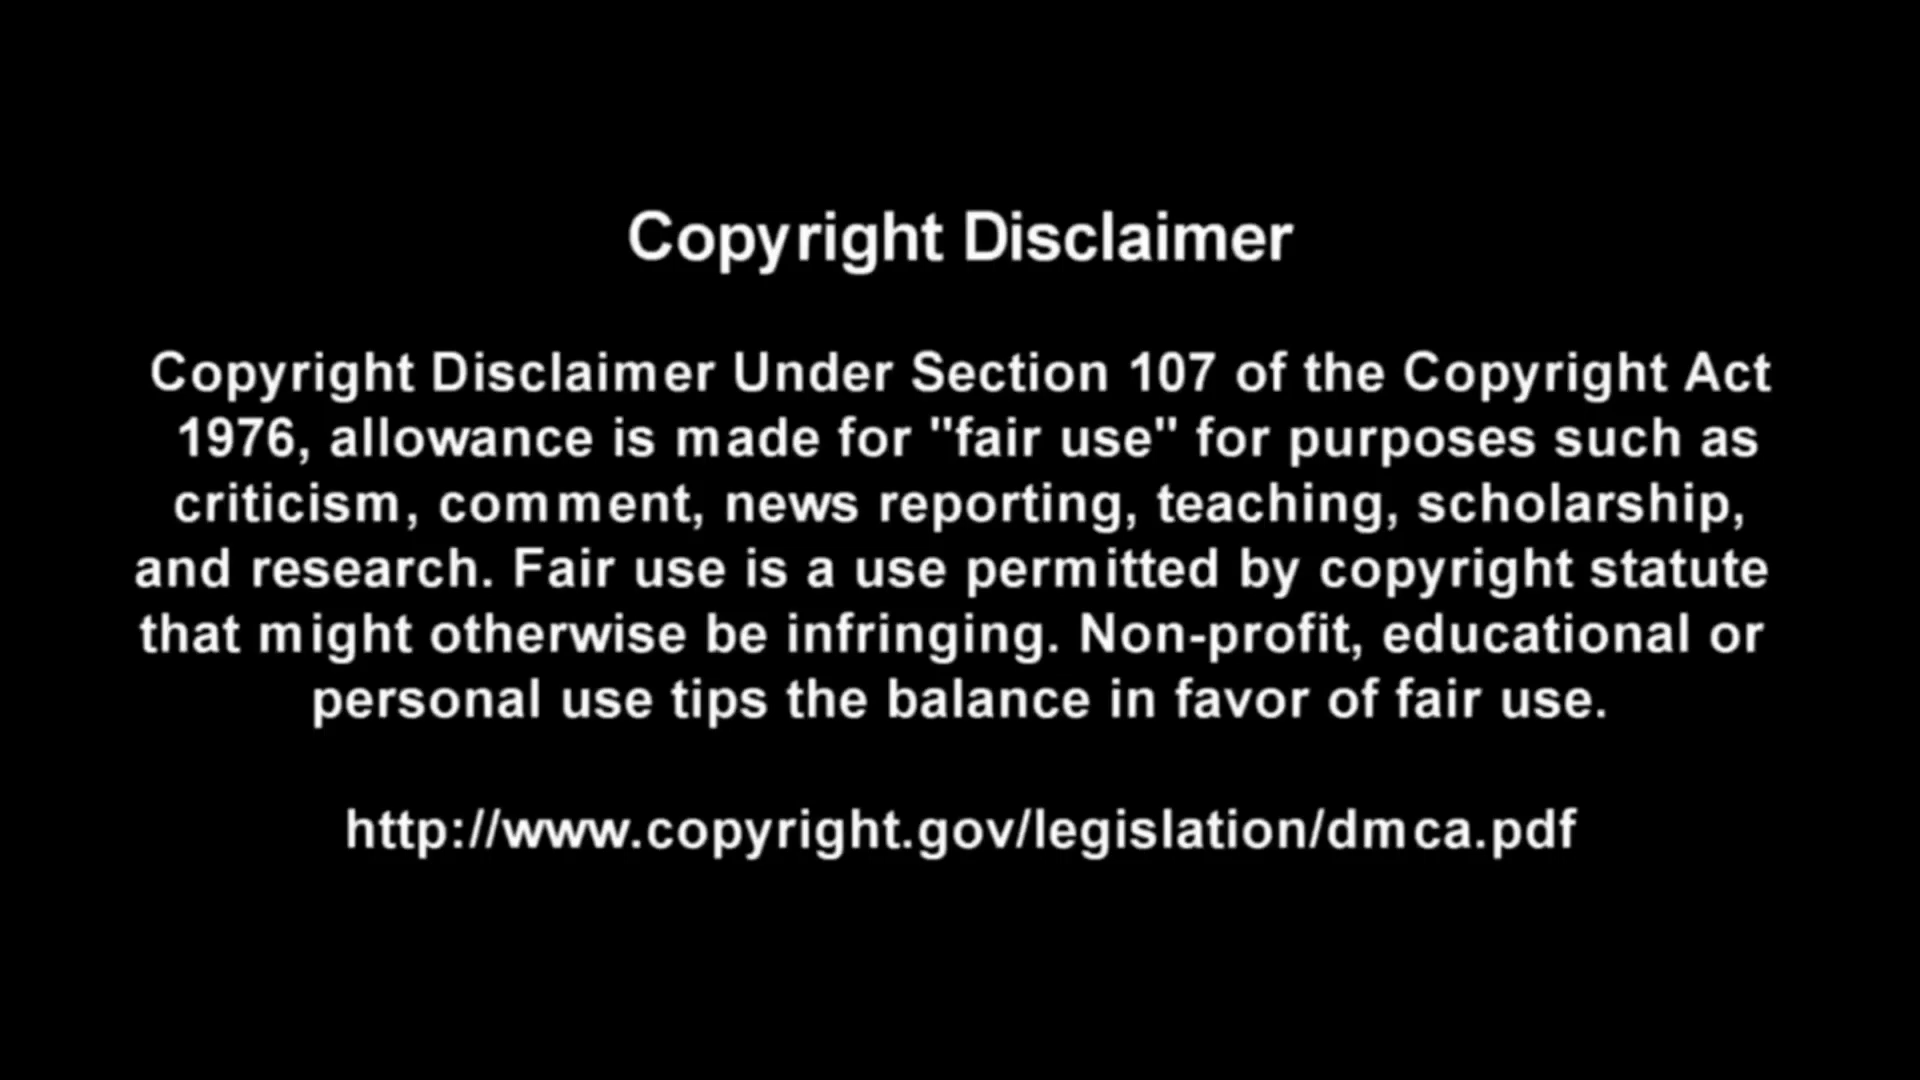 Copyright Disclaimer
Copyright Disclaimer Under Section 107 of the Copyright Act
1976, allowance is made for "fair use" for purposes such as
criticism, comment, news reporting, teaching, scholarship,
and research. Fair use is a use permitted by copyright statute
that might otherwise be infringing. Non-profit, educational or
personal use tips the balance in favor of fair use.
http://www.copyright.gov/legislation/dmca.pdf